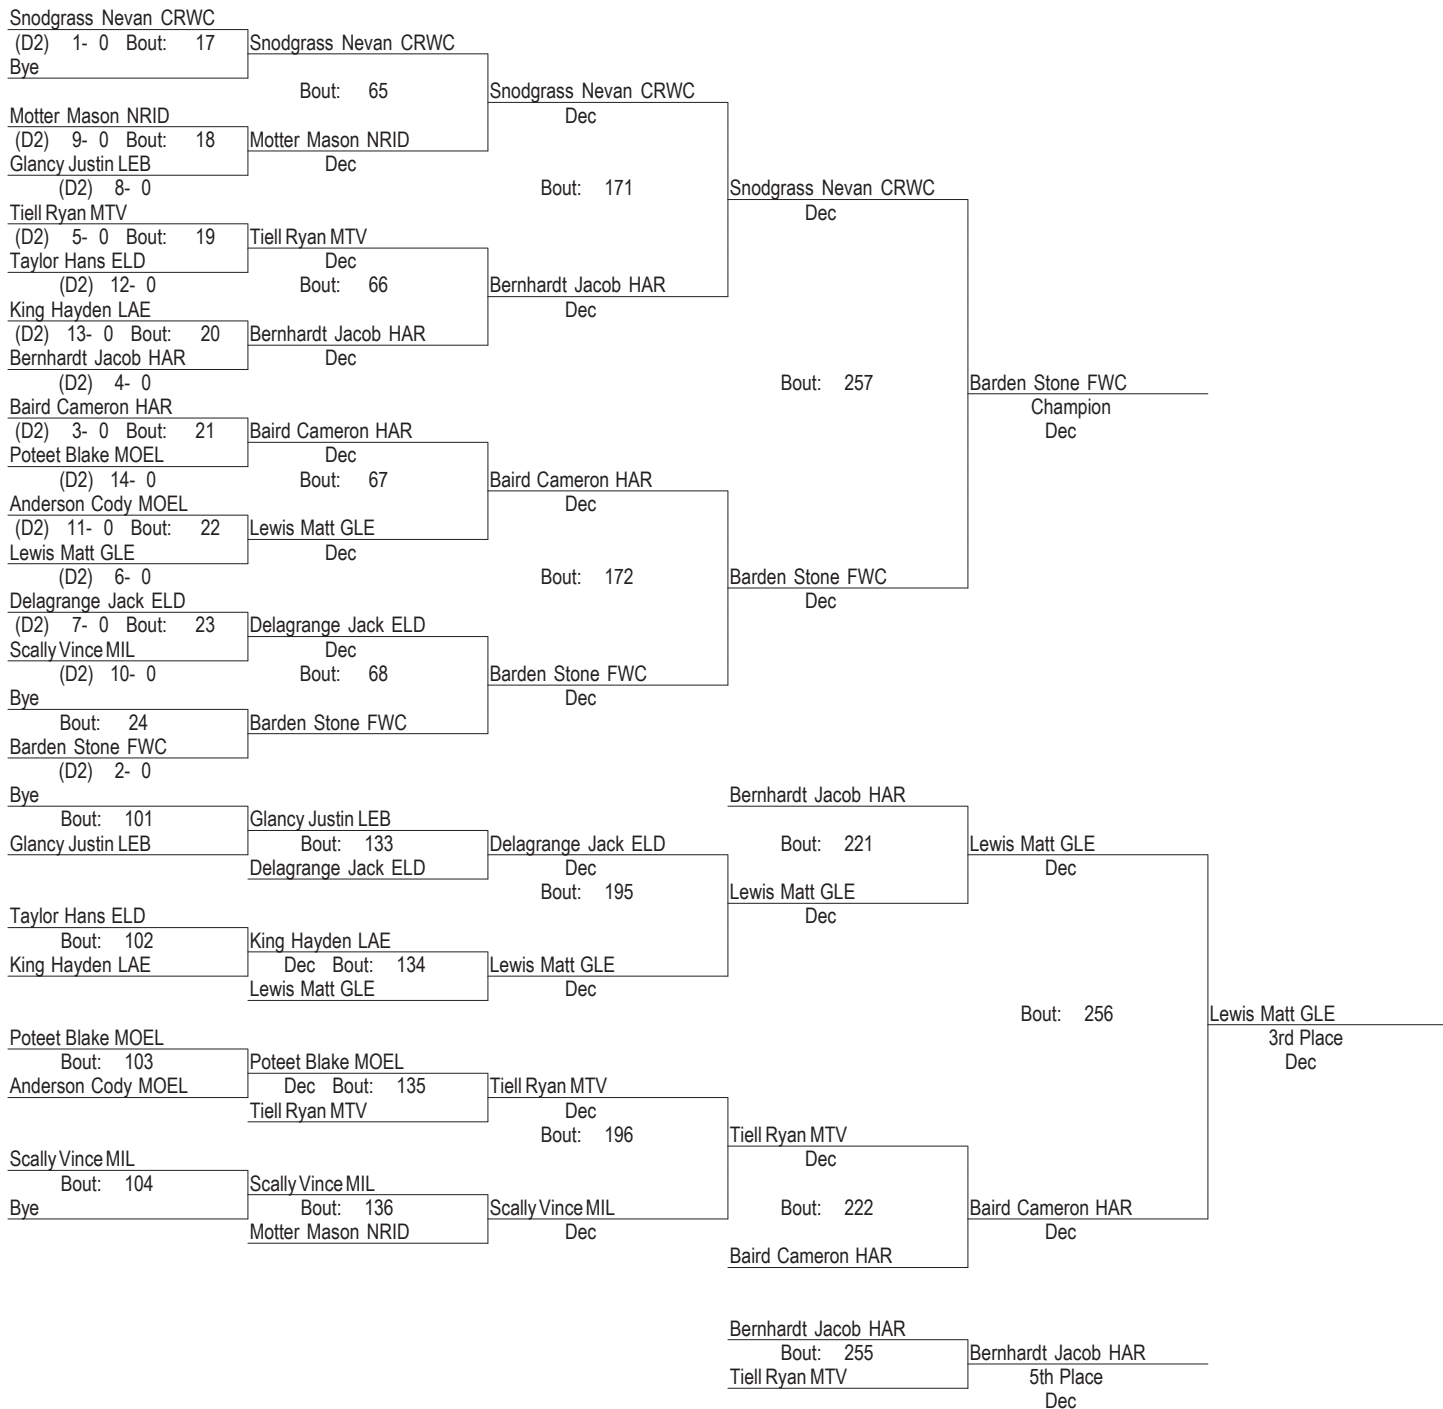 Snodgrass Nevan CRWC
(D2) 1- 0 Bout: 17 Snodgrass Nevan CRWC
Bye
Bout: 65 Snodgrass Nevan CRWC
Motter Mason NRID Dec
(D2) 9- 0 Bout: 18 Motter Mason NRID
Glancy Justin LEB Dec
(D2) 8- 0 Bout: 171 Snodgrass Nevan CRWC
Tiell Ryan MTV Dec
(D2) 5- 0 Bout: 19 Tiell Ryan MTV
Taylor Hans ELD Dec
(D2) 12- 0 Bout: 66 Bernhardt Jacob HAR
King Hayden LAE Dec
(D2) 13- 0 Bout: 20 Bernhardt Jacob HAR
Bernhardt Jacob HAR Dec
(D2) 4- 0 Bout: 257 Barden Stone FWC
Baird Cameron HAR Champion
(D2) 3- 0 Bout: 21 Baird Cameron HAR Dec
Poteet Blake MOEL Dec
(D2) 14- 0 Bout: 67 Baird Cameron HAR
Anderson Cody MOEL Dec
(D2) 11- 0 Bout: 22 Lewis Matt GLE
Lewis Matt GLE Dec
(D2) 6- 0 Bout: 172 Barden Stone FWC
Delagrange Jack ELD Dec
(D2) 7- 0 Bout: 23 Delagrange Jack ELD
Scally Vince MIL Dec
(D2) 10- 0 Bout: 68 Barden Stone FWC
Bye Dec
Bout: 24 Barden Stone FWC
Barden Stone FWC
(D2) 2- 0
Bye Bernhardt Jacob HAR
Bout: 101 Glancy Justin LEB
Glancy Justin LEB Bout: 133 Delagrange Jack ELD Bout: 221 Lewis Matt GLE
Delagrange Jack ELD Dec Dec
Bout: 195 Lewis Matt GLE
Taylor Hans ELD Dec
Bout: 102 King Hayden LAE
King Hayden LAE Dec Bout: 134 Lewis Matt GLE
Lewis Matt GLE Dec
Bout: 256 Lewis Matt GLE
Poteet Blake MOEL 3rd Place
Bout: 103 Poteet Blake MOEL Dec
Anderson Cody MOEL Dec Bout: 135 Tiell Ryan MTV
Tiell Ryan MTV Dec
Bout: 196 Tiell Ryan MTV
Scally Vince MIL Dec
Bout: 104 Scally Vince MIL
Bye Bout: 136 Scally Vince MIL Bout: 222 Baird Cameron HAR
Motter Mason NRID Dec Dec
Baird Cameron HAR
Bernhardt Jacob HAR
Bout: 255 Bernhardt Jacob HAR
Tiell Ryan MTV 5th Place
Dec